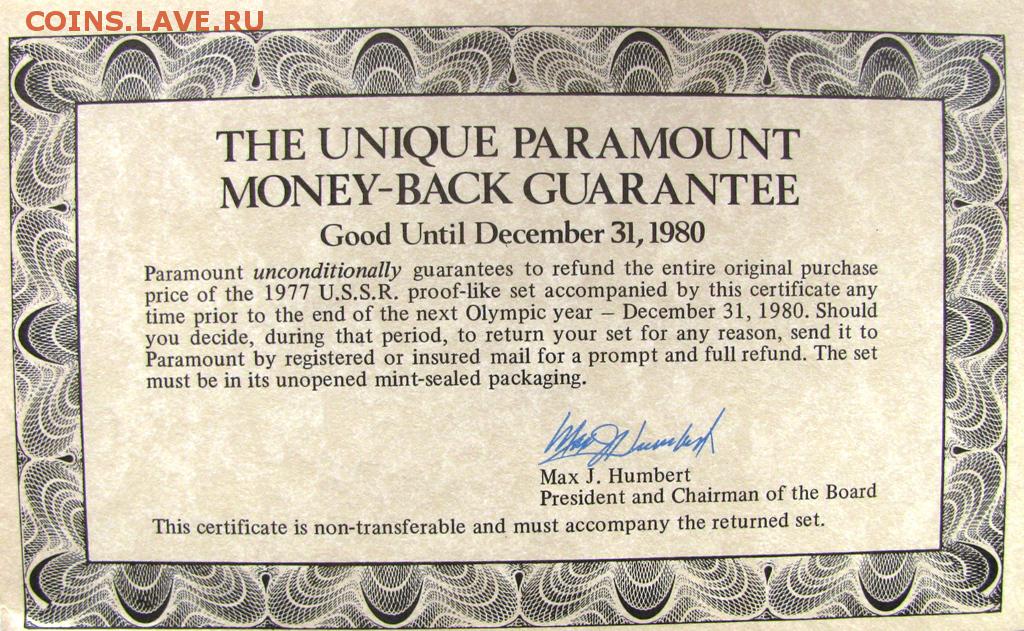 COINS.LAVE.RU
THE UNIQUE PARAMOUNT
MONEY-BACK GUARANTEE
Good Until December 31, 1980
Paramount unconditionally guarantees to refund the entire original purchase
price of the 1977 U.S.S.R. proof-like set accompanied by this certificate any
time prior to the end of the next Olympic year – December 31, 1980. Should
you decide, during that period, to return your set for any reason, send it to
Paramount by registered or insured mail for a prompt and full refund. The set
must be in its unopened mint-sealed packaging.
Max J Humbert
Max J. Humbert
President and Chairman of the Board
This certificate is non-transferable and must accompany the returned set.